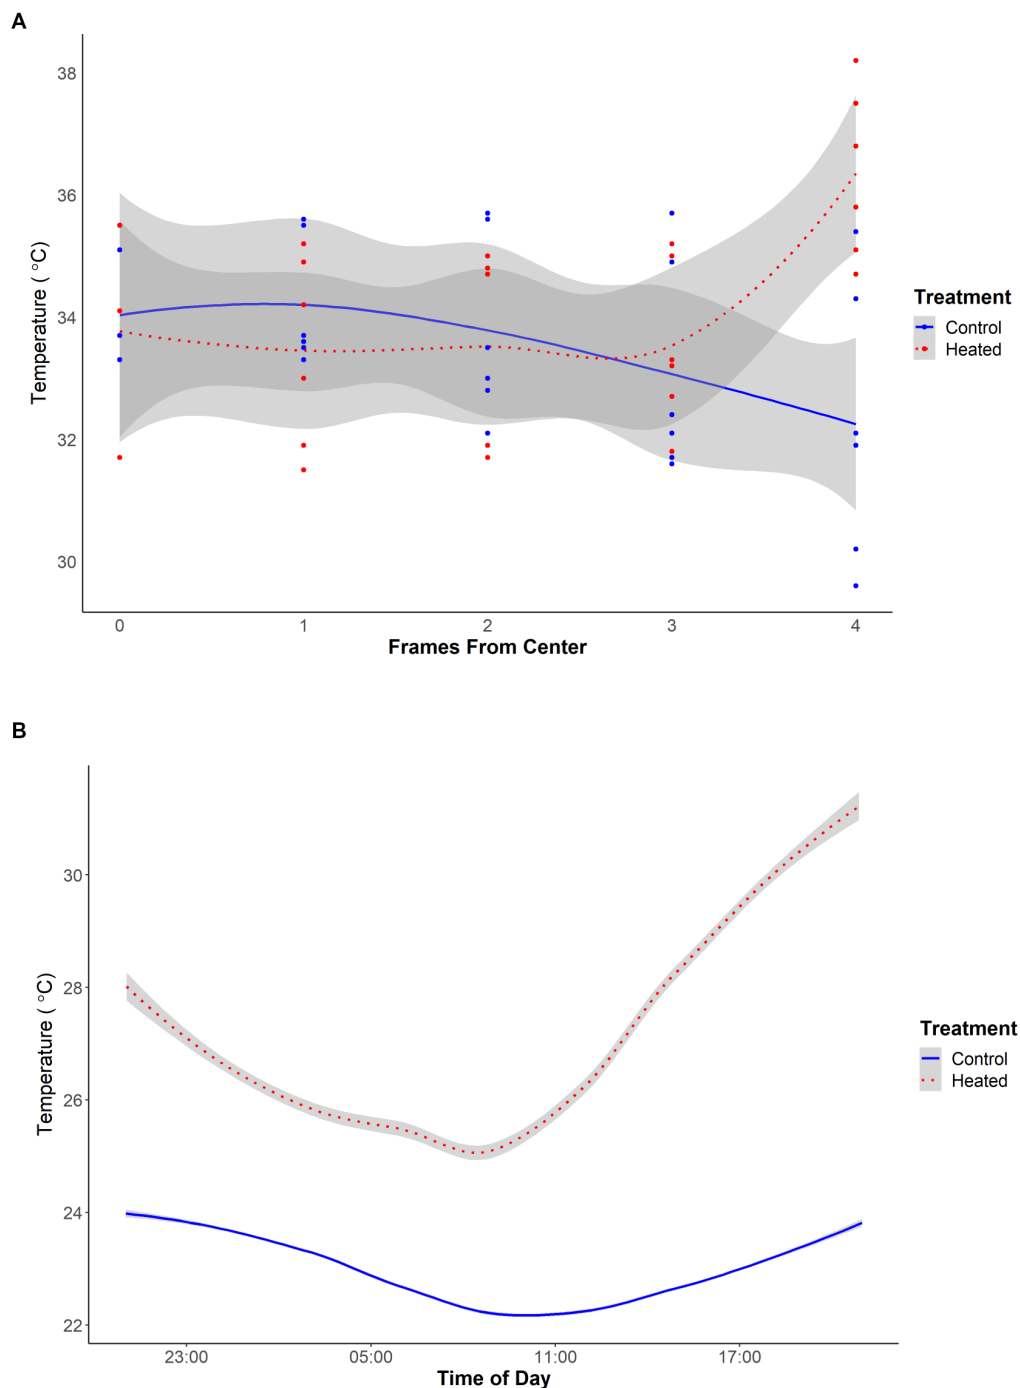 A
38
36
34
32
30
Temperature ( °C)
0 1 2 3 4
Frames From Center
Treatment
Control
Heated
B
30
28
26
24
22
Temperature ( °C)
23:00 05:00 11:00 17:00
Time of Day
Treatment
Control
Heated